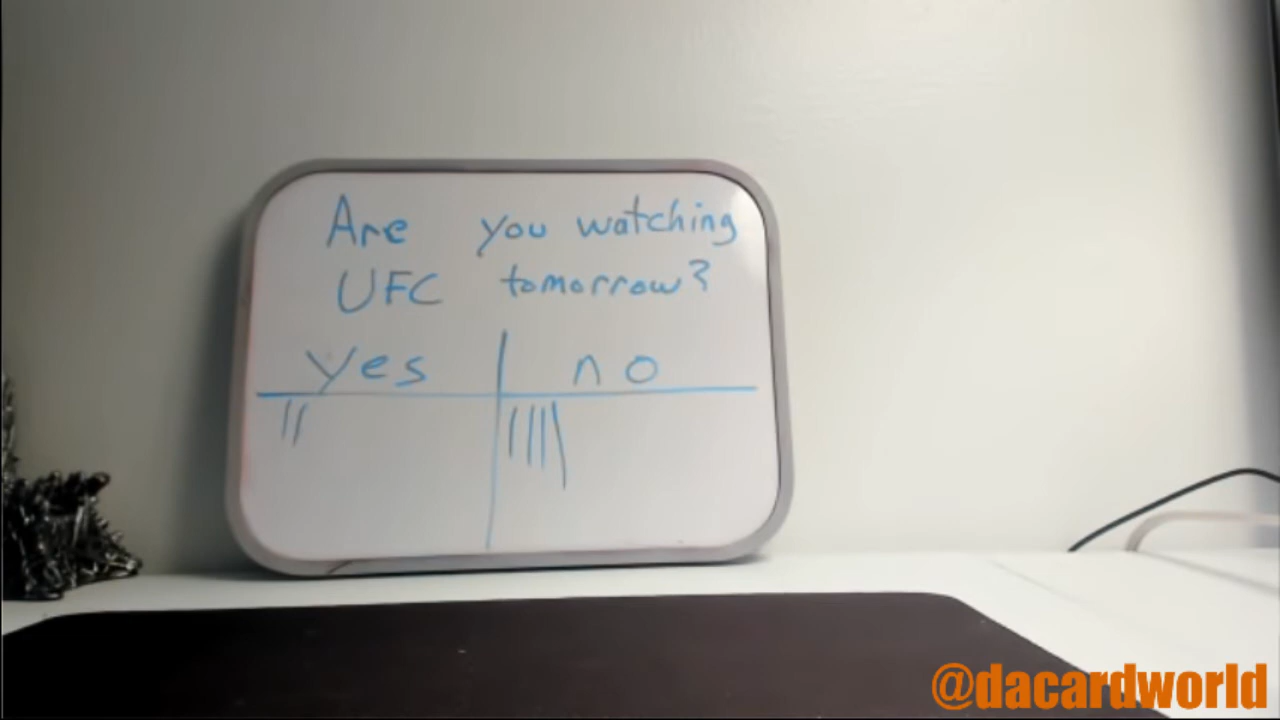 Are you watching
UFC tomorrow?
yes no
|| ||||
@dacardworld